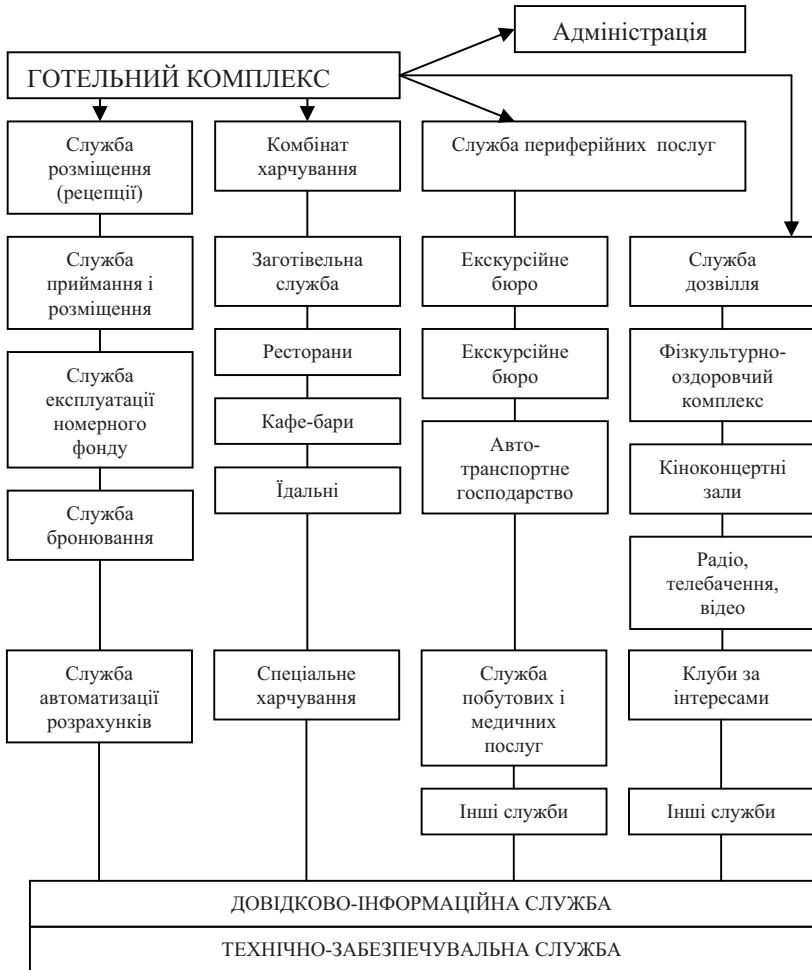 Адміністрація
ГОТЕЛЬНИЙ КОМПЛЕКС
Служба
розміщення
(рецепції)
Служба
приймання і
розміщення
Служба
експлуатації
номерного
фонду
Служба
бронювання
Служба
автоматизації
розрахунків
Комбінат
харчування
Заготівельна
служба
Ресторани
Кафе-бари
Їдальні
Спеціальне
харчування
Служба периферійних послуг
Екскурсійне
бюро
Екскурсійне
бюро
Авто-
транспортне
господарство
Служба
побутових і
медичних
послуг
Інші служби
Служба
дозвілля
Фізкультурно-
оздоровчий
комплекс
Кіноконцертні
зали
Радіо,
телебачення,
відео
Клуби за
інтересами
Інші служби
ДОВІДКОВО-ІНФОРМАЦІЙНА СЛУЖБА
ТЕХНІЧНО-ЗАБЕЗПЕЧУВАЛЬНА СЛУЖБА